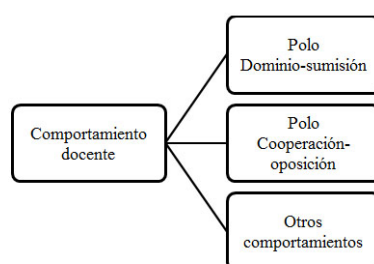 Polo
Dominio-sumisión
Comportamiento
docente
Polo
Cooperación-
oposición
Otros
comportamientos